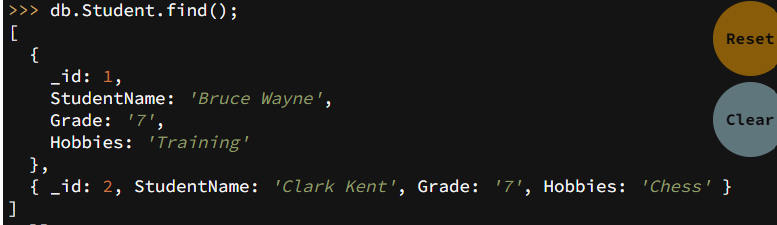 >>> db.Student.find();
[
{
_id: 1,
StudentName: 'Bruce Wayne',
Grade: '7',
Hobbies: 'Training'
},
{ _id: 2, StudentName: 'Clark Kent', Grade: '7', Hobbies: 'Chess' }
]
Reset
Clear